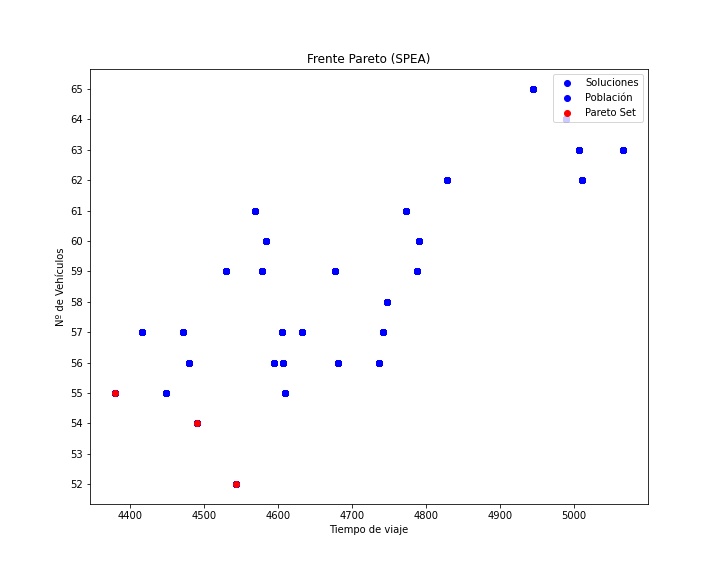 Frente Pareto (SPEA)
Soluciones
Población
Pareto Set
65
64
63
62
61
60
59
58
57
56
55
54
53
52
Nº de Vehículos
4400 4500 4600 4700 4800 4900 5000
Tiempo de viaje